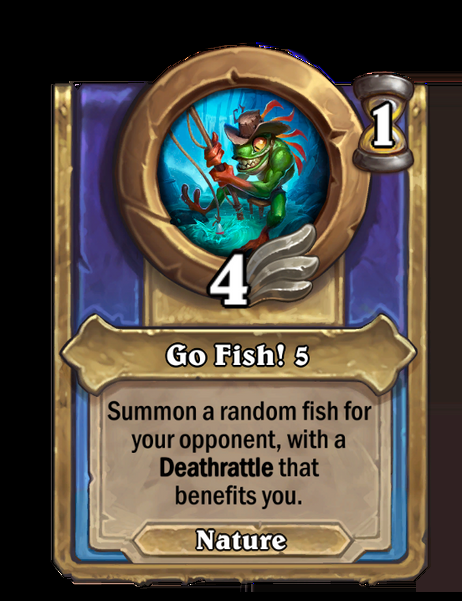 1
4
Go Fish! 5
Summon a random fish for
your opponent, with a
Deathrattle that
benefits you.
Nature